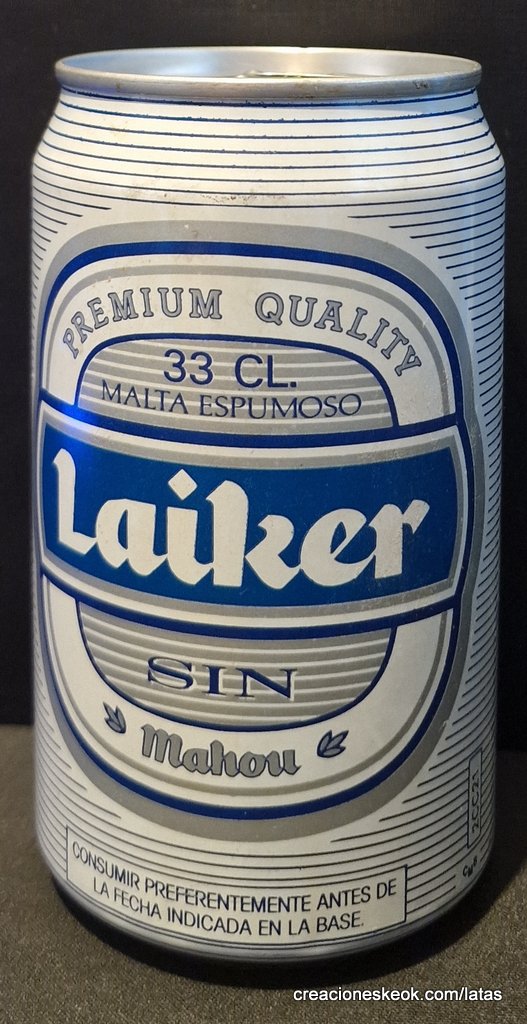 PREMIUM QUALITY
33 CL.
MALTA ESPUMOSO
Laiker
SIN
Mahou
CONSUMIR PREFERENTEMENTE ANTES DE
LA FECHA INDICADA EN LA BASE.
creacioneskeok.com/latas